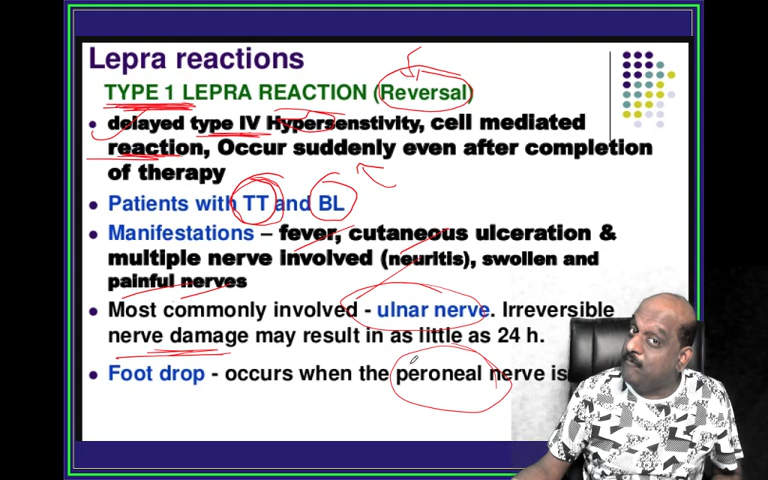 Lepra reactions
TYPE 1 LEPRA REACTION (Reversal)
• delayed type IV Hypersenstivity, cell mediated
reaction, Occur suddenly even after completion
of therapy
• Patients with TT and BL
• Manifestations – fever, cutaneous ulceration &
multiple nerve involved (neuritis), swollen and
painful nerves
• Most commonly involved - ulnar nerve. Irreversible
nerve damage may result in as little as 24 h.
• Foot drop - occurs when the peroneal nerve is